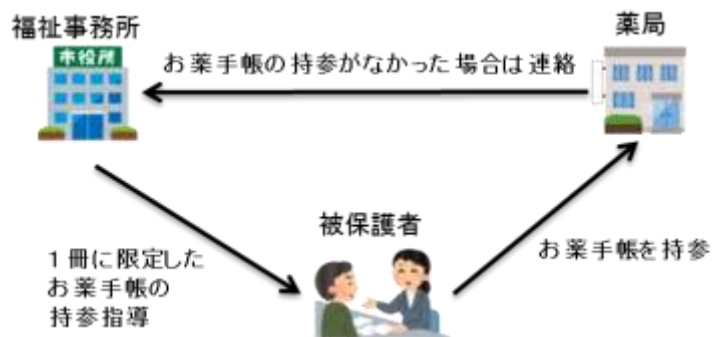 福祉事務所
薬局
市役所
お薬手帳の持参がなかった場合は連絡
被保護者
1冊に限定した
お薬手帳の
持参指導
お薬手帳を持参